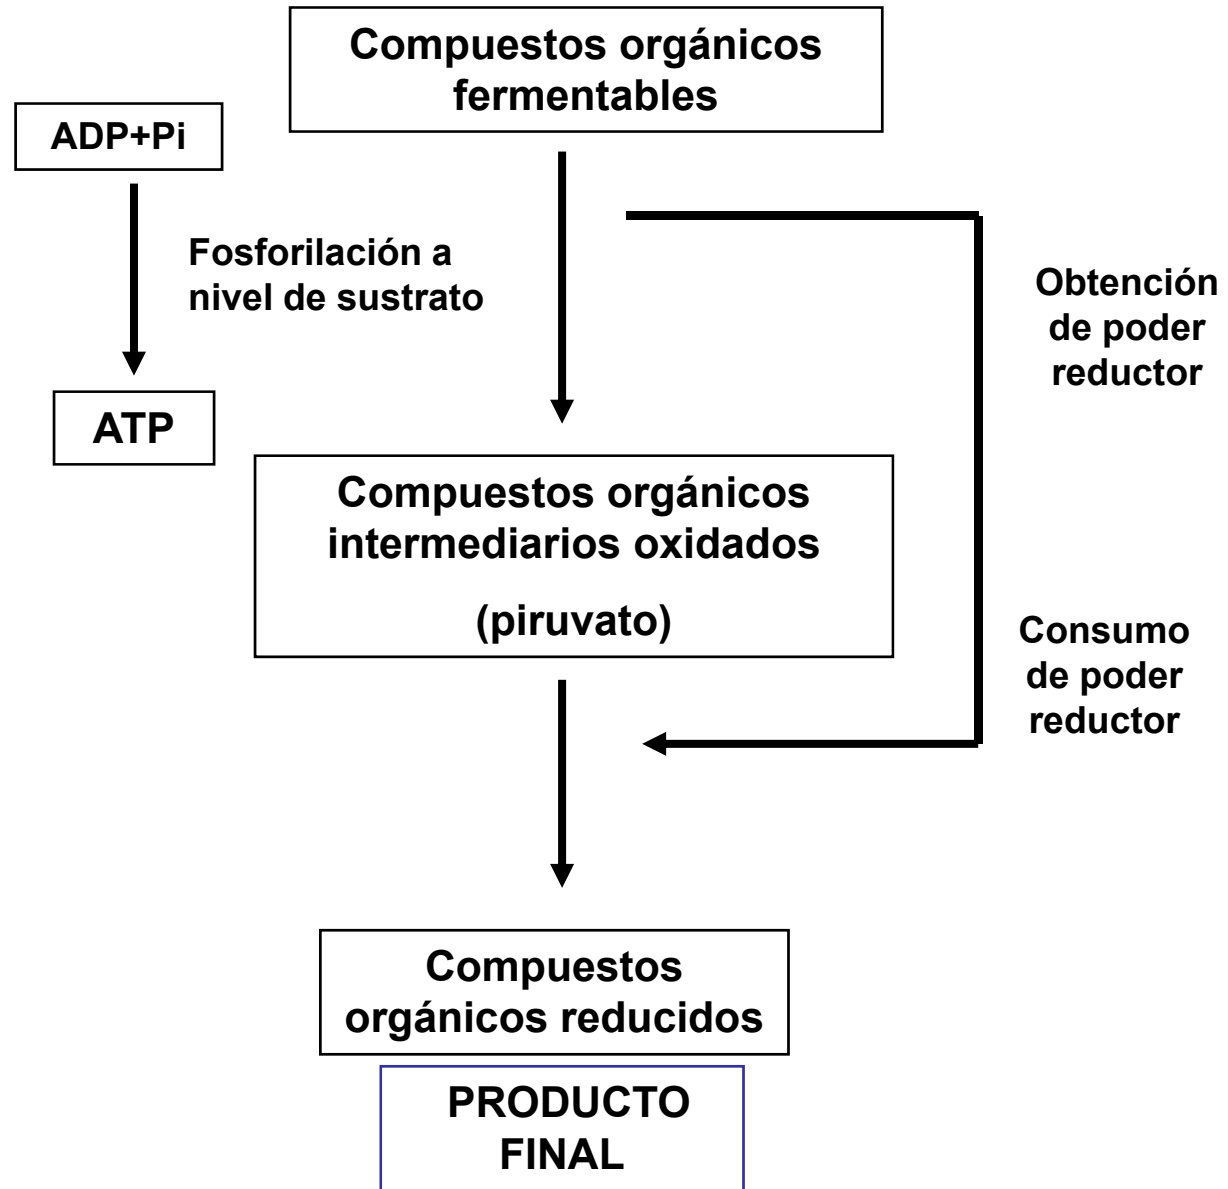 Compuestos orgánicos
fermentables
ADP+Pi
Fosforilación a
nivel de sustrato
Obtención
de poder
reductor
ATP
Compuestos orgánicos
intermediarios oxidados
(piruvato)
Consumo
de poder
reductor
Compuestos
orgánicos reducidos
PRODUCTO
FINAL